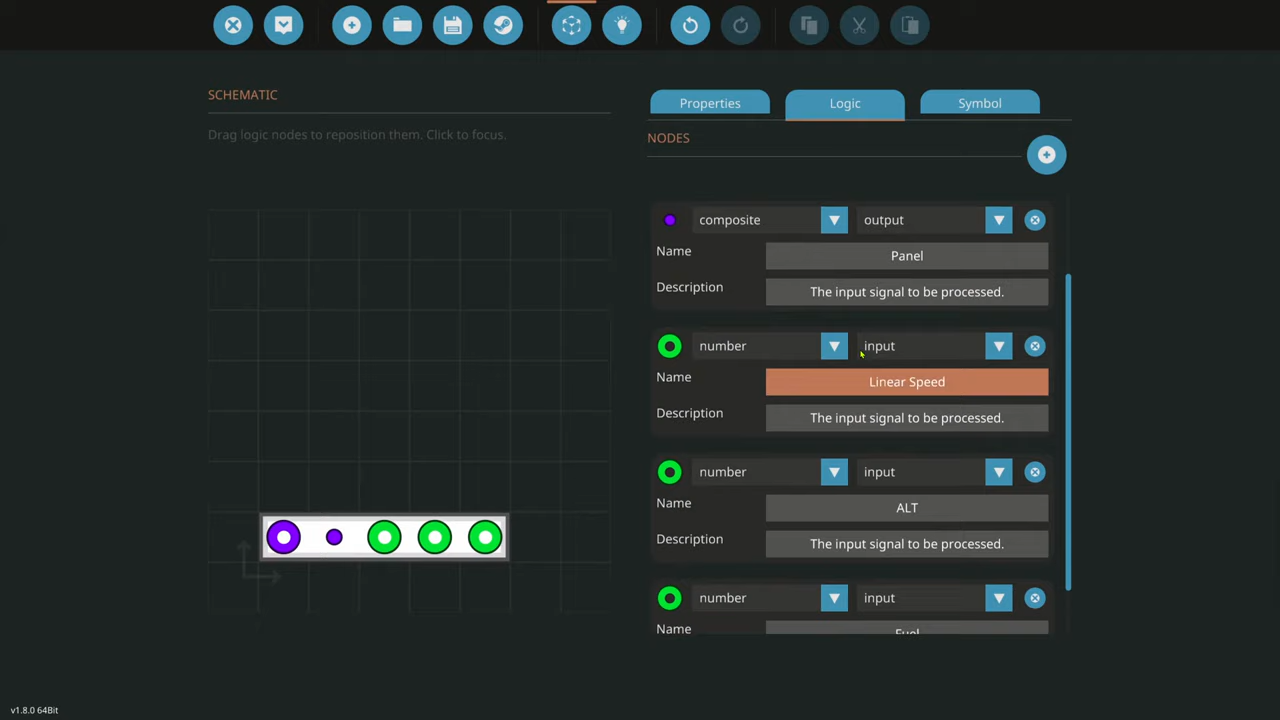 SCHEMATIC
Drag logic nodes to reposition them. Click to focus.
Properties
Logic
Symbol
NODES
composite
output
Name
Panel
Description
The input signal to be processed.
number
input
Name
Linear Speed
Description
The input signal to be processed.
number
input
Name
ALT
Description
The input signal to be processed.
number
input
Name
Fuel
v1.8.0 64Bit